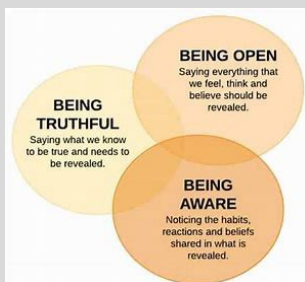 BEING OPEN
Saying everything that
we feel, think and
believe should be
revealed.
BEING
TRUTHFUL
Saying what we know
to be true and needs to
be revealed.
BEING
AWARE
Noticing the habits,
reactions and beliefs
shared in what is
revealed.